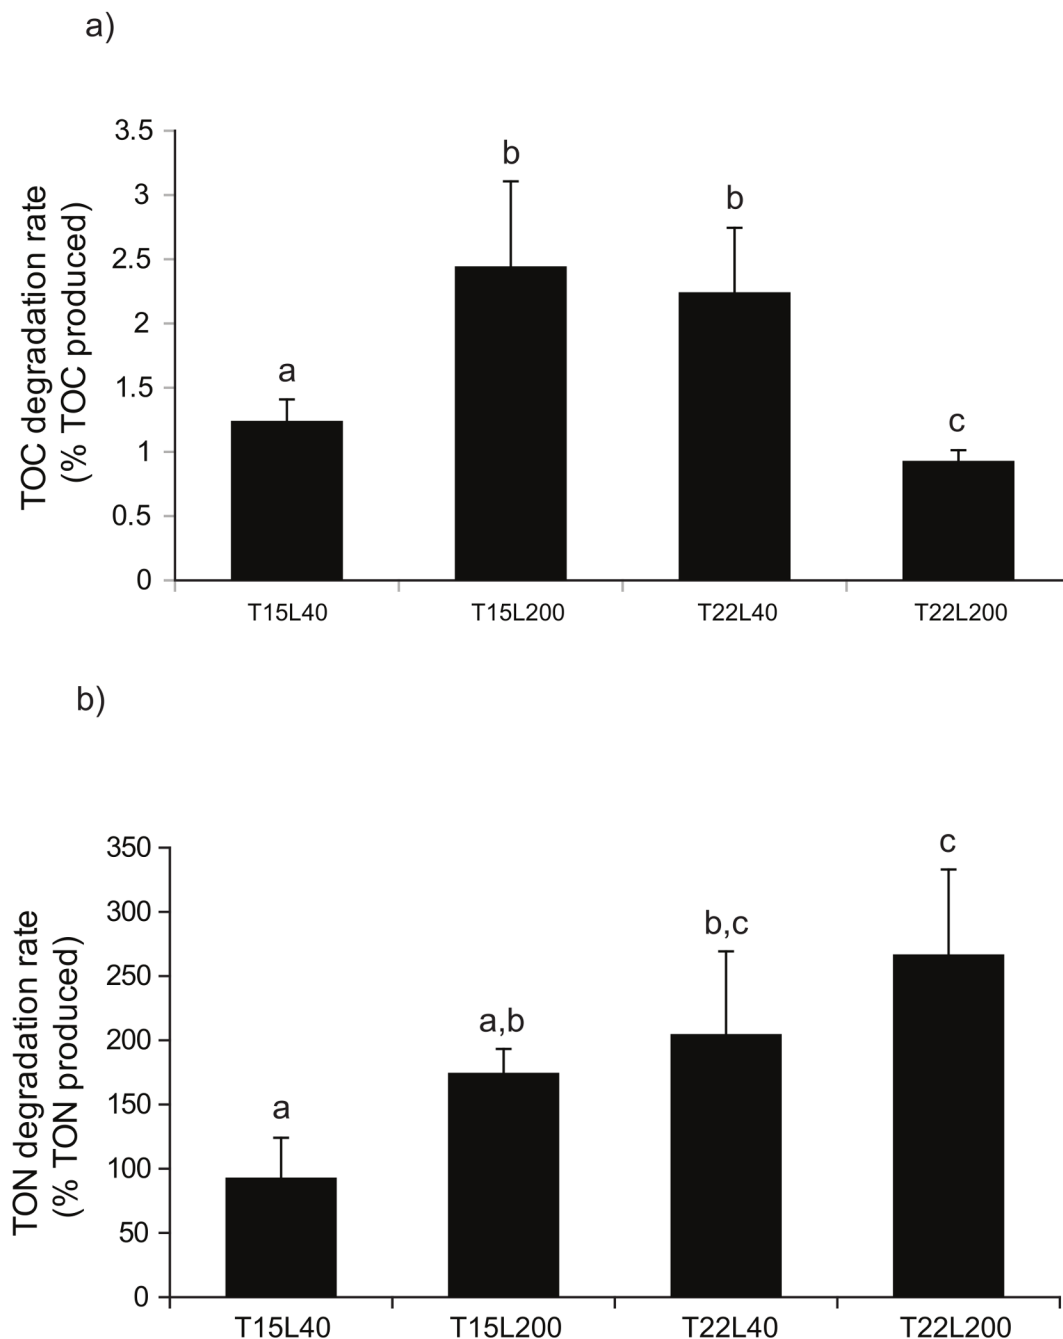 a)
TOC degradation rate
(% TOC produced)
3.5
3
2.5
2
1.5
1
0.5
0
a
b
b
c
T15L40
T15L200
T22L40
T22L200
b)
TON degradation rate
(% TON produced)
350
300
250
200
150
100
50
0
a
a,b
b,c
c
T15L40
T15L200
T22L40
T22L200